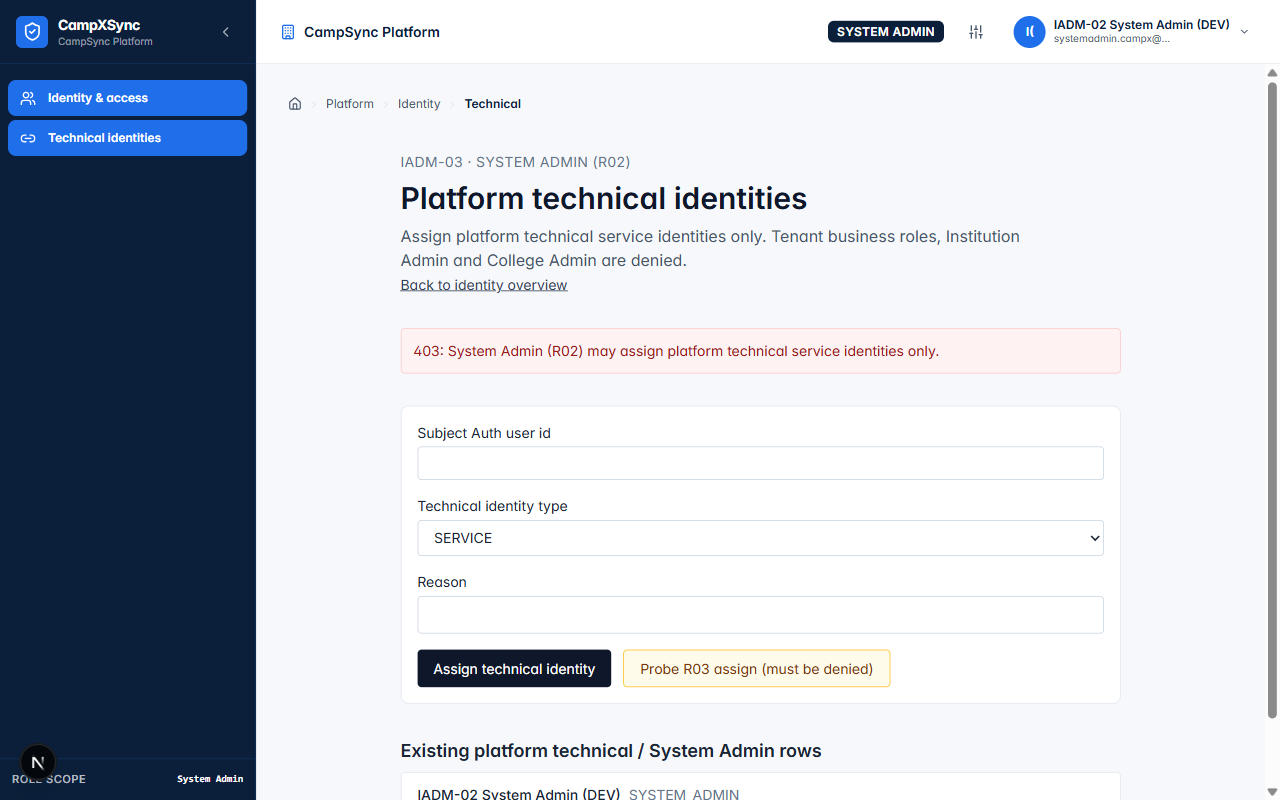 CampXSync
CampSync Platform
Identity & access
Technical identities
ROLE SCOPE
System Admin
CampSync Platform
SYSTEM ADMIN
I(
IADM-02 System Admin (DEV)
systemadmin.campx@...
Platform
Identity
Technical
IADM-03 · SYSTEM ADMIN (R02)
Platform technical identities
Assign platform technical service identities only. Tenant business roles, Institution
Admin and College Admin are denied.
Back to identity overview
403: System Admin (R02) may assign platform technical service identities only.
Subject Auth user id
Technical identity type
SERVICE
Reason
Assign technical identity
Probe R03 assign (must be denied)
Existing platform technical / System Admin rows
IADM-02 System Admin (DEV) SYSTEM_ADMIN
N